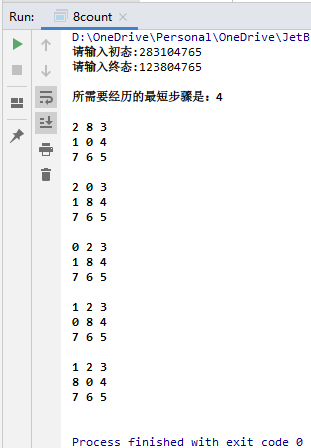 Run: 8count ×
D:\OneDrive\Personal\OneDrive\JetB
请输入初态:283104765
请输入终态:123804765
所需要经历的最短步骤是：4
2 8 3
1 0 4
7 6 5
2 0 3
1 8 4
7 6 5
0 2 3
1 8 4
7 6 5
1 2 3
0 8 4
7 6 5
1 2 3
8 0 4
7 6 5
Process finished with exit code 0